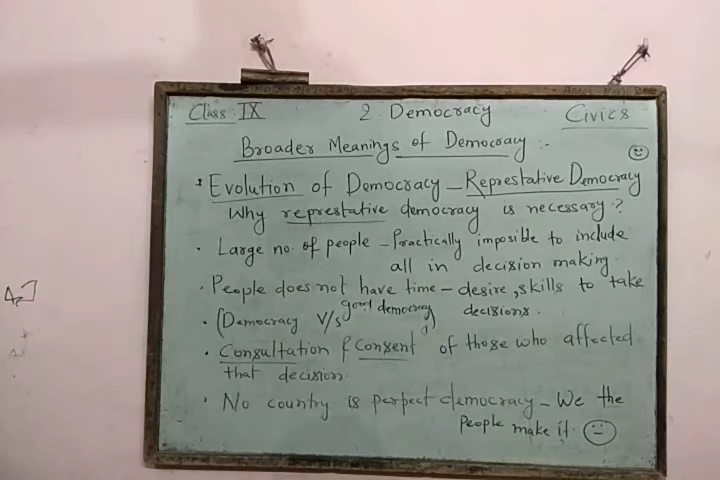 Class IX 2. Democracy Civics
Broader Meanings of Democracy :-
Evolution of Democracy - Represtative Democracy
Why represtative democracy is necessary ?
. Large no. of people - Practically imposible to include
all in decision making.
. People does not have time - desire, skills to take
decisions.
. (Democracy V/s good democracy)
. Consultation & Consent of those who affected
that decision.
. No country is perfect democracy - We the
People make it.